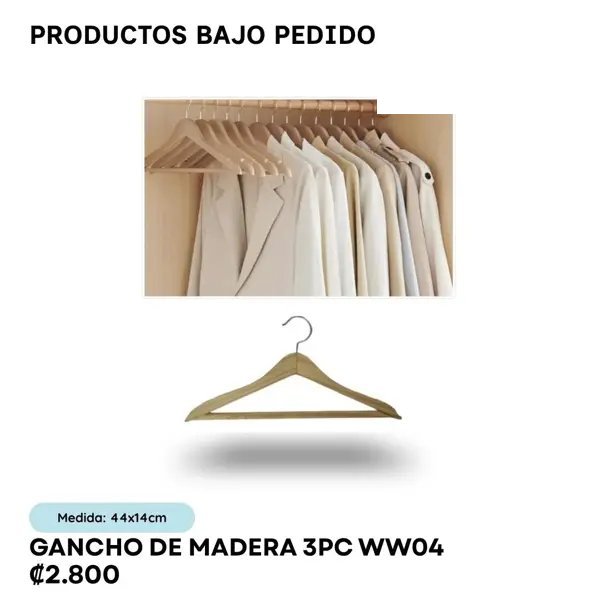 PRODUCTOS BAJO PEDIDO
Medida: 44x14cm
GANCHO DE MADERA 3PC WW04
₡2.800